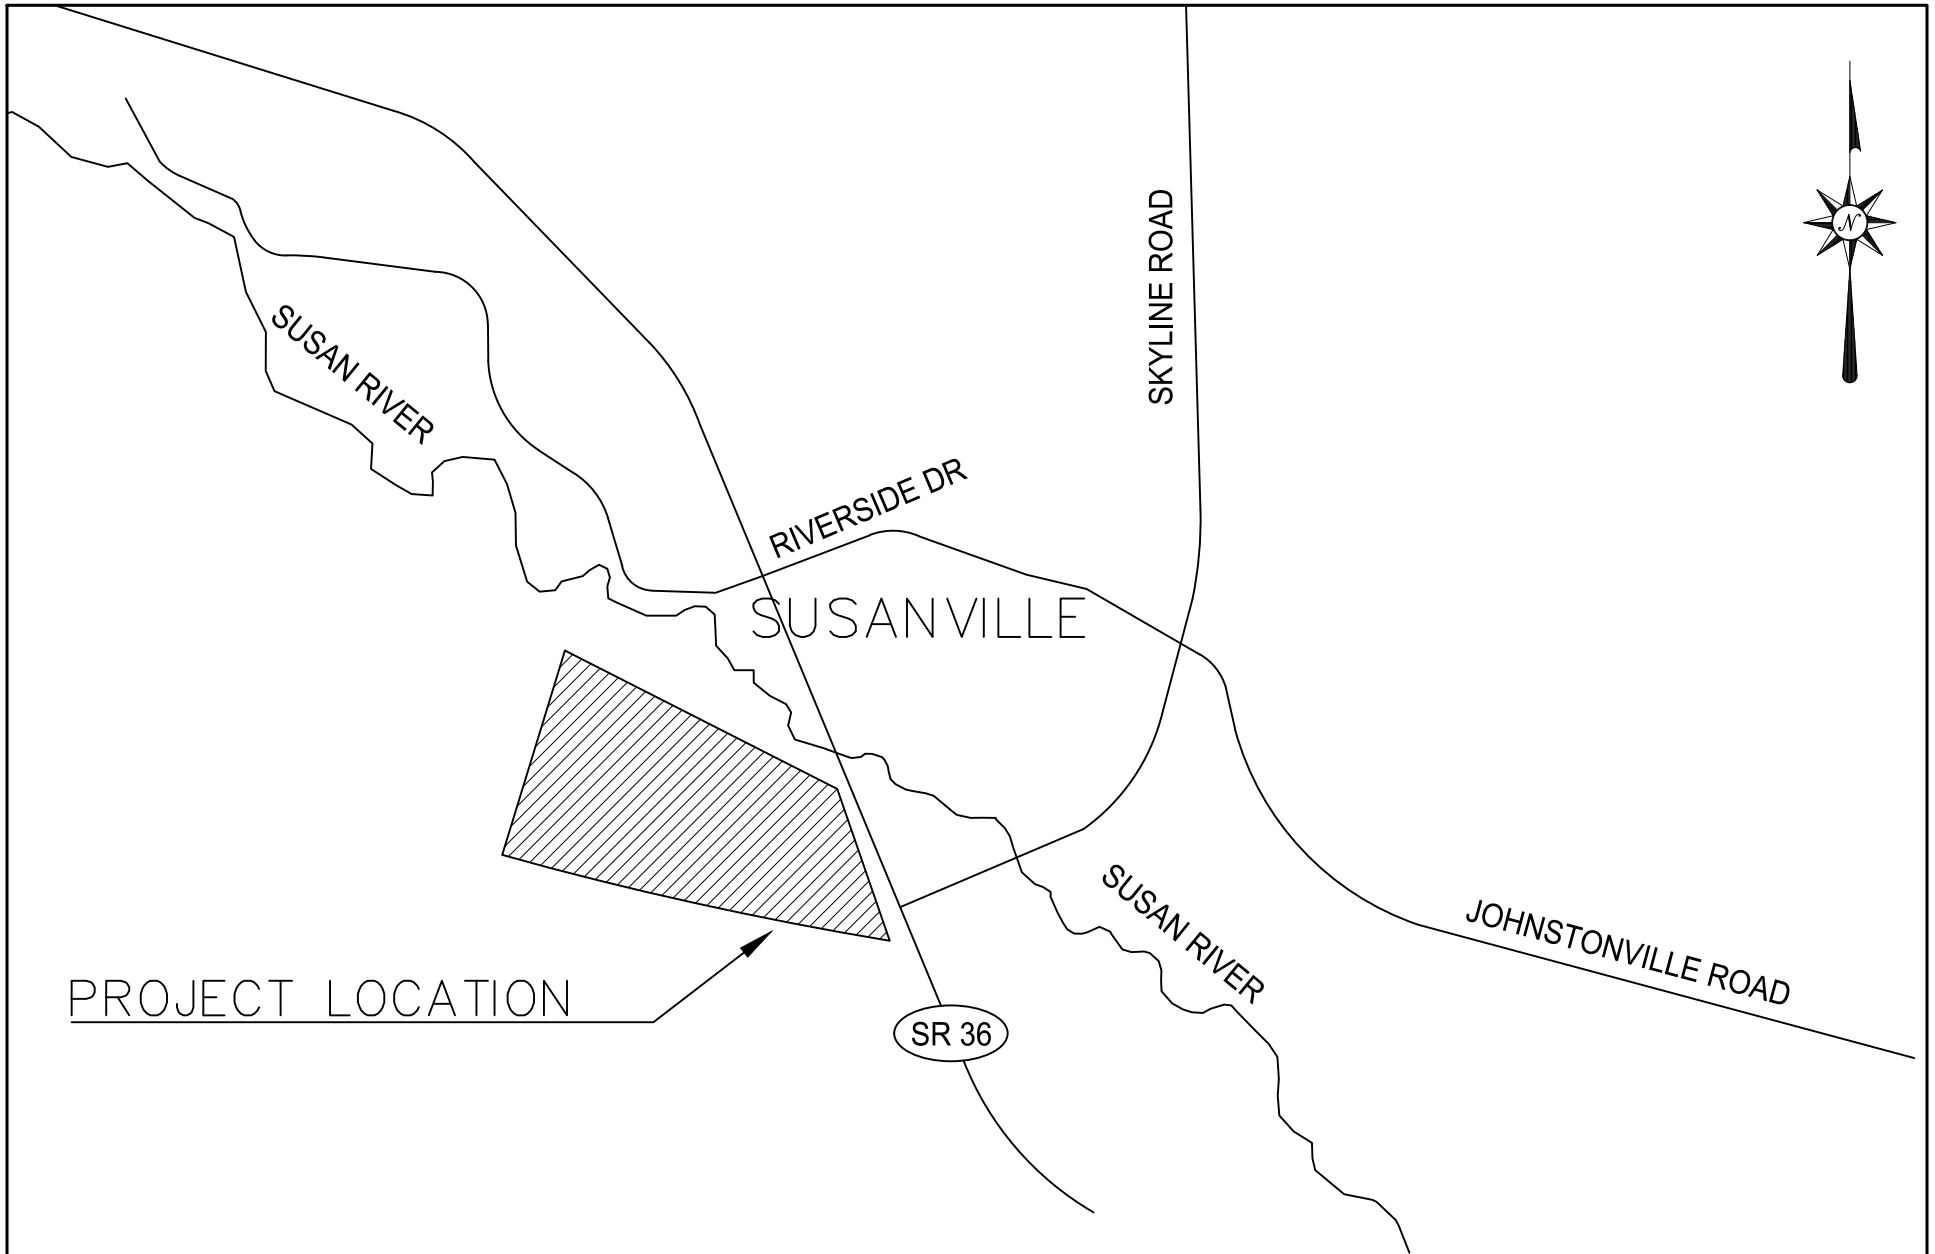 SKYLINE ROAD
N
SUSAN RIVER
RIVERSIDE DR
SUSANVILLE
SUSAN RIVER
JOHNSTONVILLE ROAD
PROJECT LOCATION
SR 36